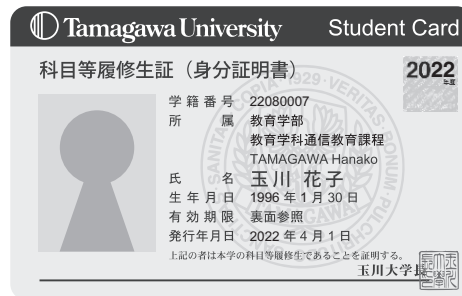 Tamagawa University Student Card
科目等履修生証（身分証明書）
2022
年度
学籍番号 22080007
所属 教育学部
教育学科通信教育課程
TAMAGAWA Hanako
氏名 玉川 花子
生年月日 1996年1月30日
有効期限 裏面参照
発行年月日 2022年4月1日
上記の者は本学の科目等履修生であることを証明する。
玉川大学長